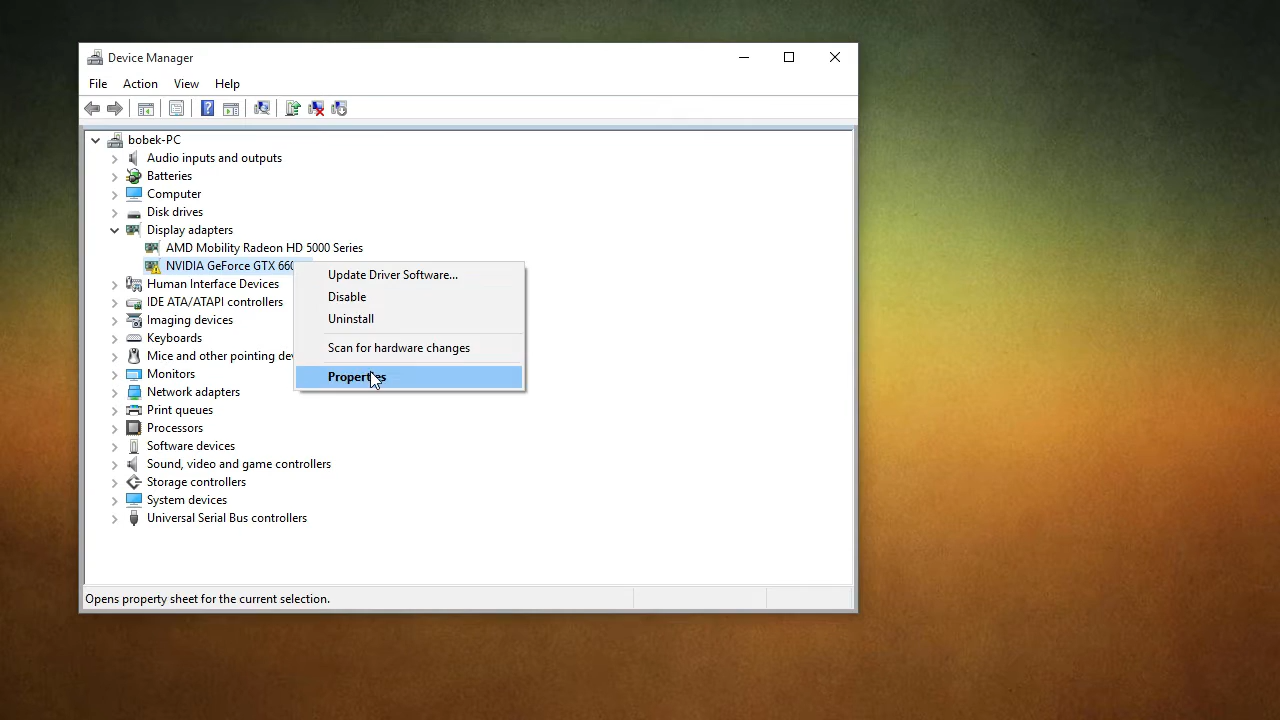 Device Manager
File Action View Help
bobek-PC
Audio inputs and outputs
Batteries
Computer
Disk drives
Display adapters
AMD Mobility Radeon HD 5000 Series
NVIDIA GeForce GTX 660
Update Driver Software...
Human Interface Devices
Disable
IDE ATA/ATAPI controllers
Uninstall
Imaging devices
Keyboards
Scan for hardware changes
Mice and other pointing
Monitors
Properties
Network adapters
Print queues
Processors
Software devices
Sound, video and game controllers
Storage controllers
System devices
Universal Serial Bus controllers
Opens property sheet for the current selection.